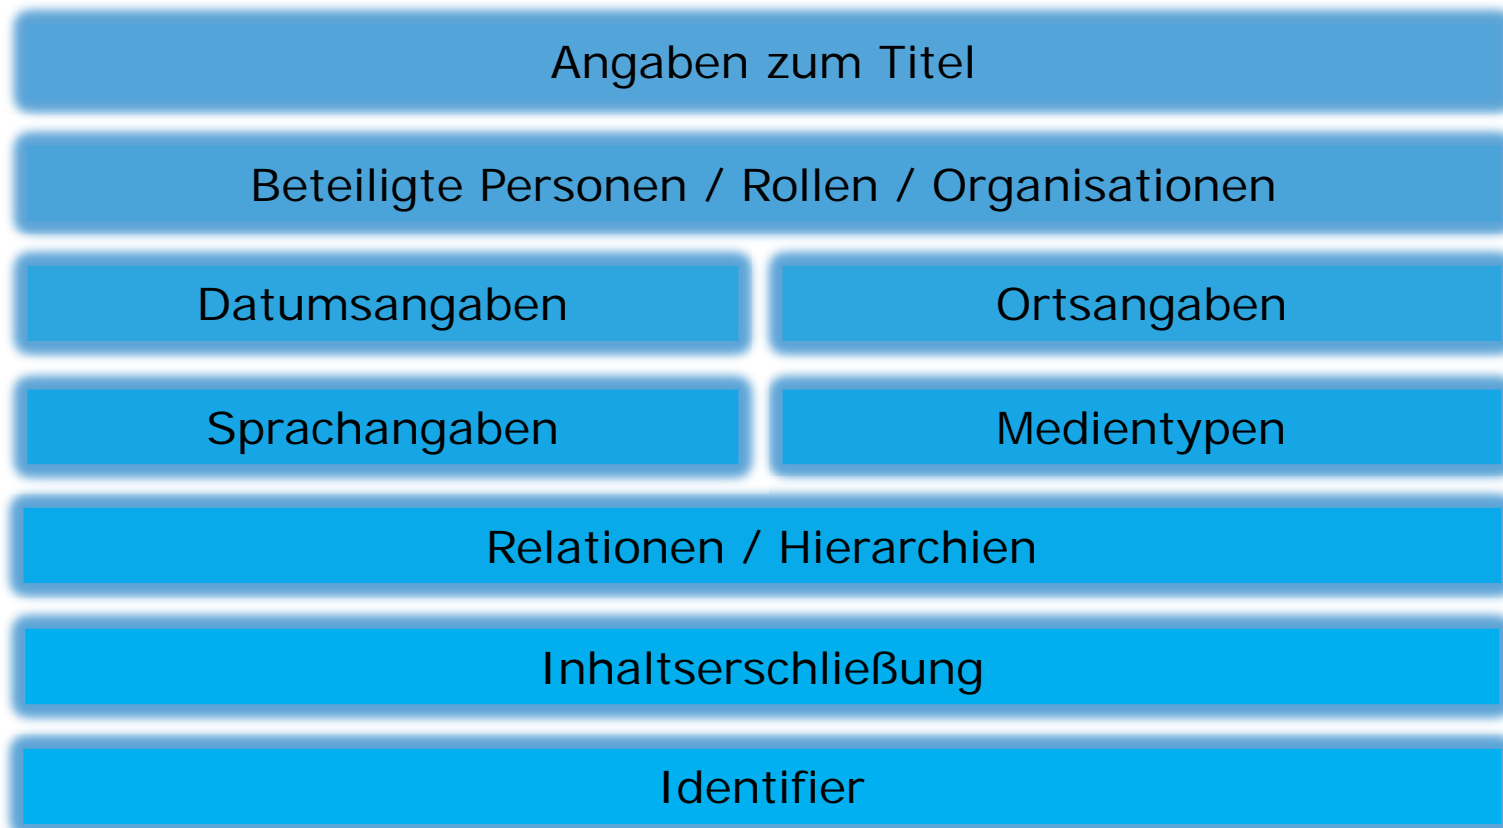 Angaben zum Titel
Beteiligte Personen / Rollen / Organisationen
Datumsangaben
Ortsangaben
Sprachangaben
Medientypen
Relationen / Hierarchien
Inhaltserschließung
Identifier